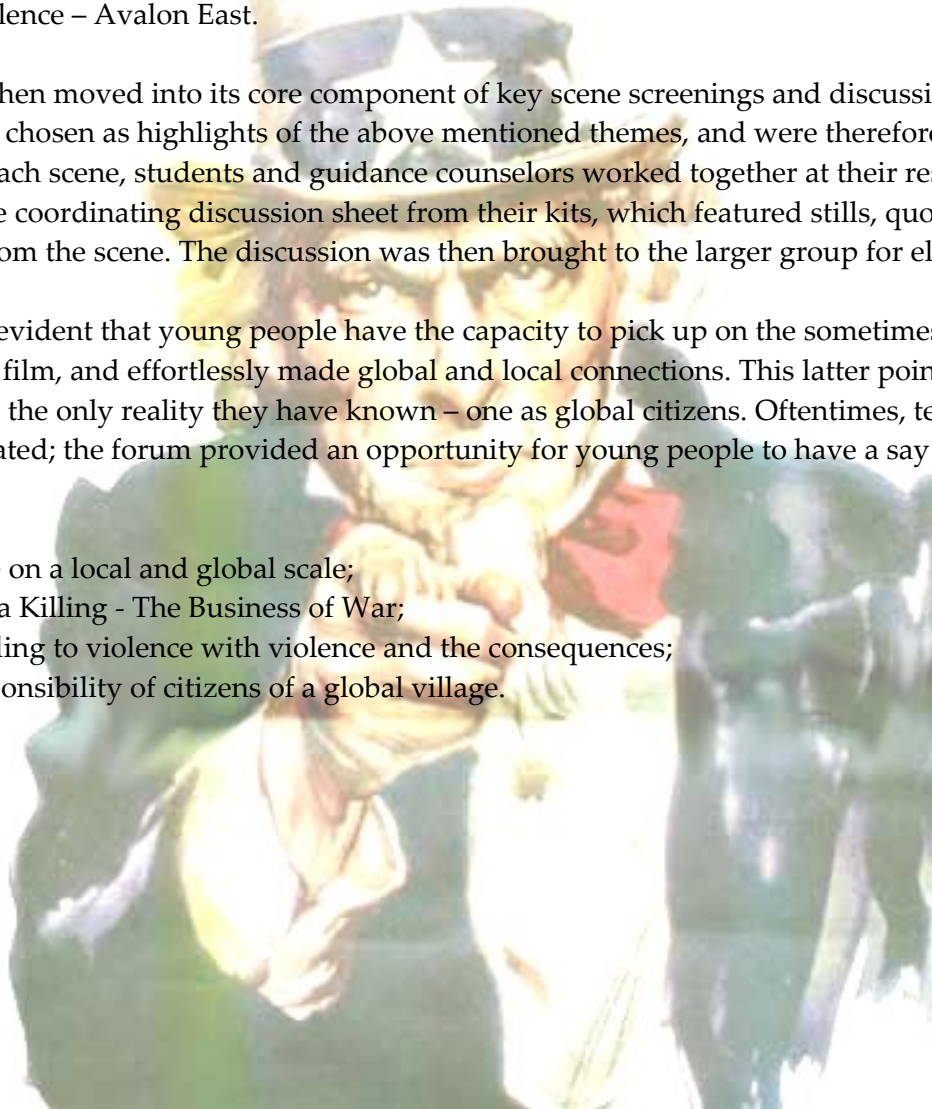 lence – Avalon East.
hen moved into its core component of key scene screenings and discussi
chosen as highlights of the above mentioned themes, and were therefore
ach scene, students and guidance counselors worked together at their res
e coordinating discussion sheet from their kits, which featured stills, quo
om the scene. The discussion was then brought to the larger group for el
evident that young people have the capacity to pick up on the sometimes
film, and effortlessly made global and local connections. This latter poin
the only reality they have known – one as global citizens. Oftentimes, te
ated; the forum provided an opportunity for young people to have a say
on a local and global scale;
a Killing - The Business of War;
ling to violence with violence and the consequences;
onsibility of citizens of a global village.